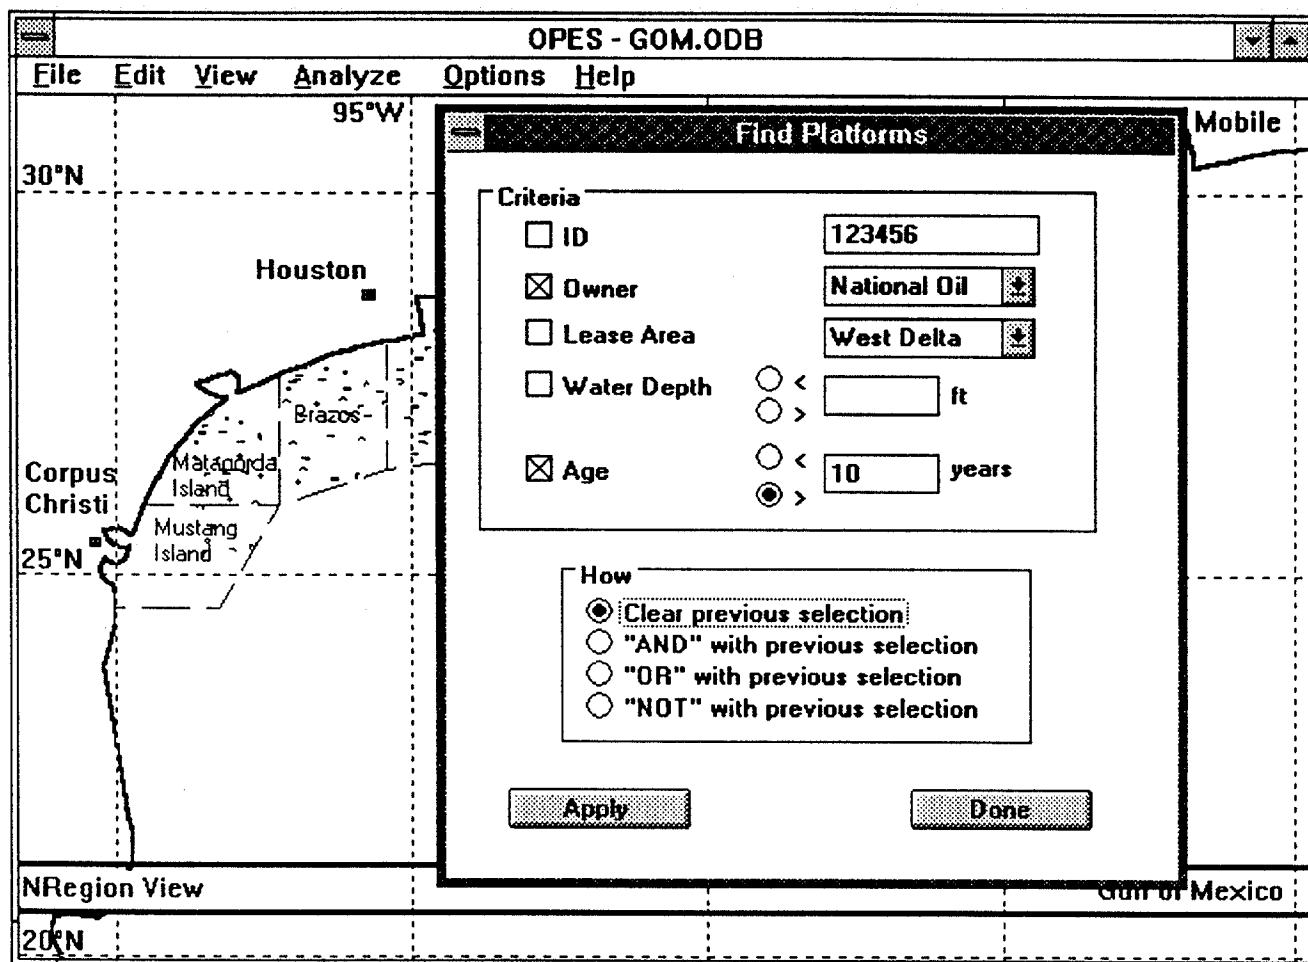 OPES - GOM.ODB
File Edit View Analyze Options Help
95°W
Find Platforms
Mobile
30°N
Criteria
ID 123456
Houston
Owner National Oil
Lease Area West Delta
Water Depth < > ft
Brazos
Age < > 10 years
Corpus
Christi
Matagorda
Island
Mustang
Island
25°N
How
Clear previous selection
"AND" with previous selection
"OR" with previous selection
"NOT" with previous selection
Apply Done
NRegion View Gulf of Mexico
20°N